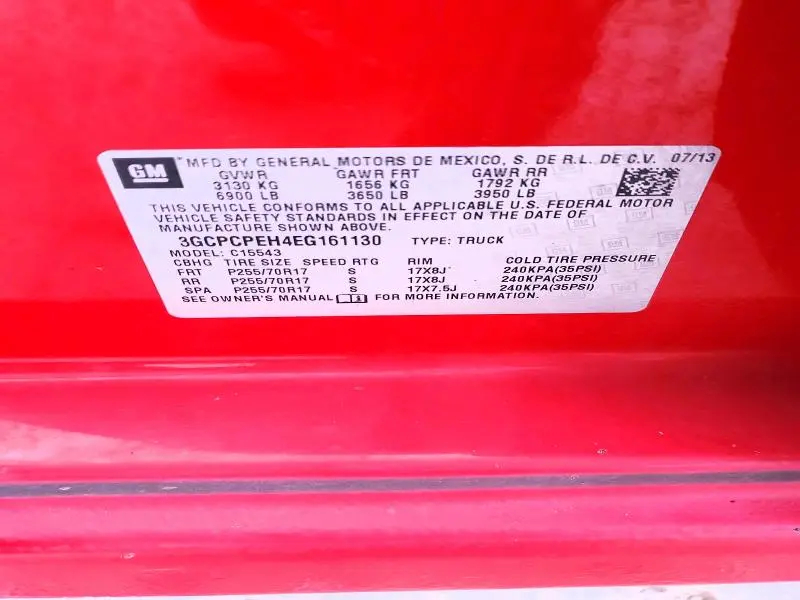 GM MFD BY GENERAL MOTORS DE MEXICO, S. DE R.L. DE C.V. 07/13
GVWR GAWR FRT GAWR RR
3130 KG 1656 KG 1792 KG
6900 LB 3650 LB 3950 LB
THIS VEHICLE CONFORMS TO ALL APPLICABLE U.S. FEDERAL MOTOR
VEHICLE SAFETY STANDARDS IN EFFECT ON THE DATE OF
MANUFACTURE SHOWN ABOVE.
3GCPCPEH4EG161130 TYPE: TRUCK
MODEL: C15543
CBHG TIRE SIZE SPEED RTG RIM COLD TIRE PRESSURE
FRT P255/70R17 S 17X8J 240KPA(35PSI)
RR P255/70R17 S 17X8J 240KPA(35PSI)
SPA P255/70R17 S 17X7.5J 240KPA(35PSI)
SEE OWNER'S MANUAL FOR MORE INFORMATION.